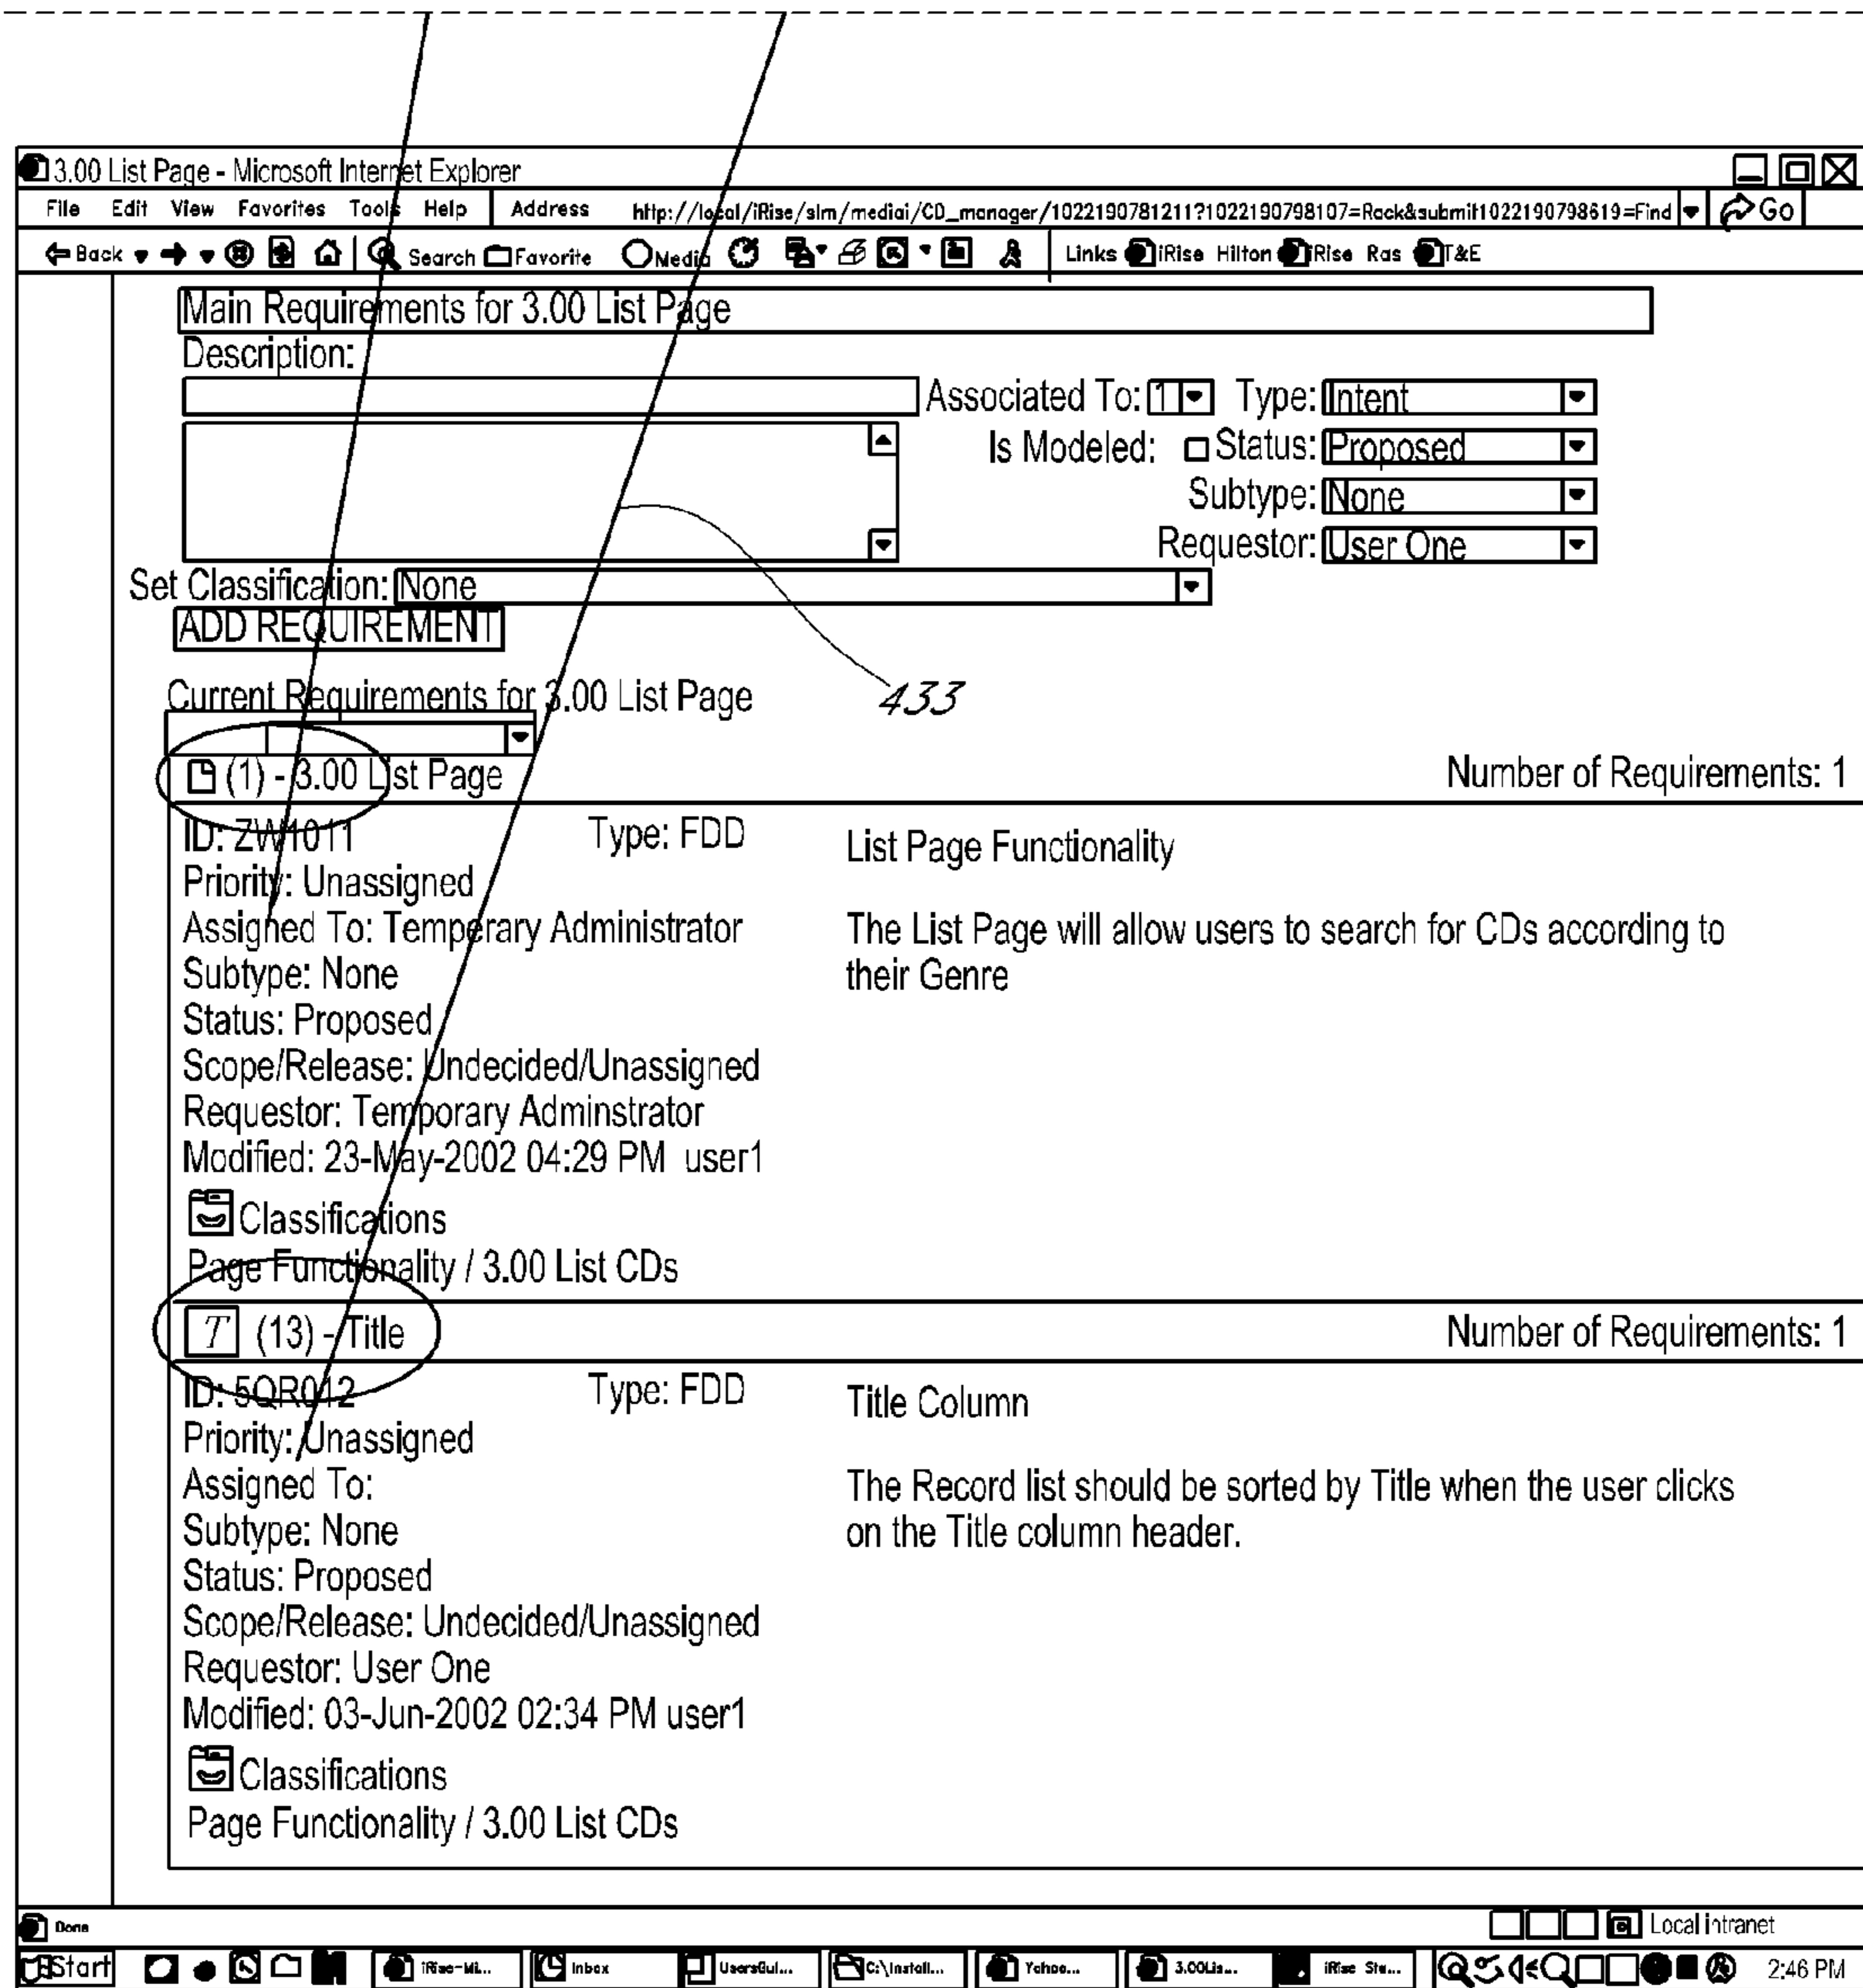 3.00 List Page - Microsoft Internet Explorer
File Edit View Favorites Tools Help Address http://local/iRise/slm/mediai/CD_manager/1022190781211?1022190798107=Rock&submit1022190798619=Find Go
Back Search Favorite Media Links iRise Hilton iRise Ras T&E
Main Requirements for 3.00 List Page
Description:
Associated To: 1 Type: Intent
Is Modeled: Status: Proposed
Subtype: None
Requestor: User One
Set Classification: None
ADD REQUIREMENT
Current Requirements for 3.00 List Page
433
(1) - 3.00 List Page Number of Requirements: 1
ID: ZW1011 Type: FDD List Page Functionality
Priority: Unassigned
Assigned To: Temperary Administrator The List Page will allow users to search for CDs according to
Subtype: None their Genre
Status: Proposed
Scope/Release: Undecided/Unassigned
Requestor: Temporary Adminstrator
Modified: 23-May-2002 04:29 PM user1
Classifications
Page Functionality / 3.00 List CDs
T (13) - Title Number of Requirements: 1
ID: 5QR012 Type: FDD Title Column
Priority: Unassigned
Assigned To: The Record list should be sorted by Title when the user clicks
Subtype: None on the Title column header.
Status: Proposed
Scope/Release: Undecided/Unassigned
Requestor: User One
Modified: 03-Jun-2002 02:34 PM user1
Classifications
Page Functionality / 3.00 List CDs
Done Local intranet
Start iRise-Mi... Inbox UsersGui... C:\Install... Yahoo... 3.00Lis... iRise Stu... 2:46 PM